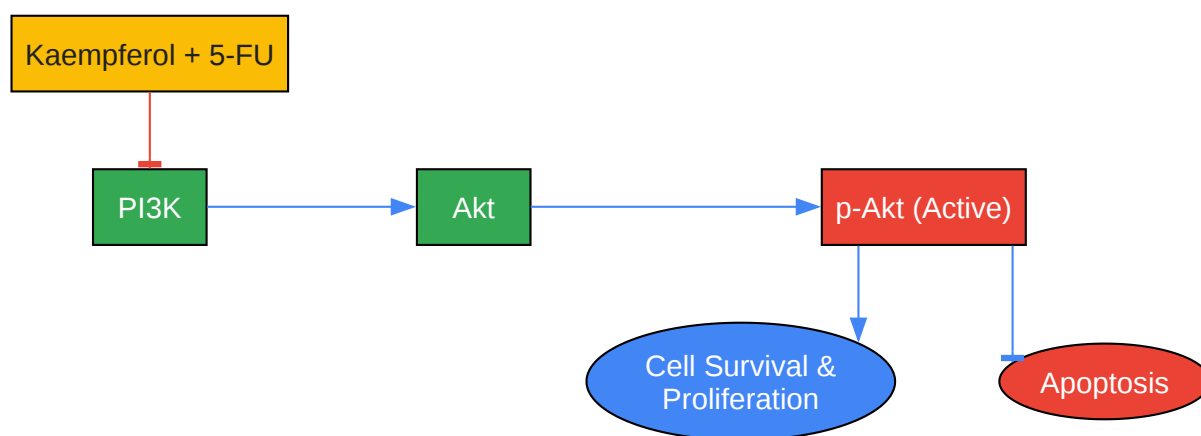 Kaempferol + 5-FU
PI3K
Akt
p-Akt (Active)
Cell Survival &
Proliferation
Apoptosis